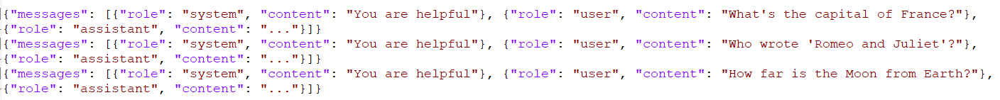 {"messages": [{"role": "system", "content": "You are helpful"}, {"role": "user", "content": "What's the capital of France?"},
{"role": "assistant", "content": "..."}]}
{"messages": [{"role": "system", "content": "You are helpful"}, {"role": "user", "content": "Who wrote 'Romeo and Juliet'?"},
{"role": "assistant", "content": "..."}]}
{"messages": [{"role": "system", "content": "You are helpful"}, {"role": "user", "content": "How far is the Moon from Earth?"},
{"role": "assistant", "content": "..."}]}